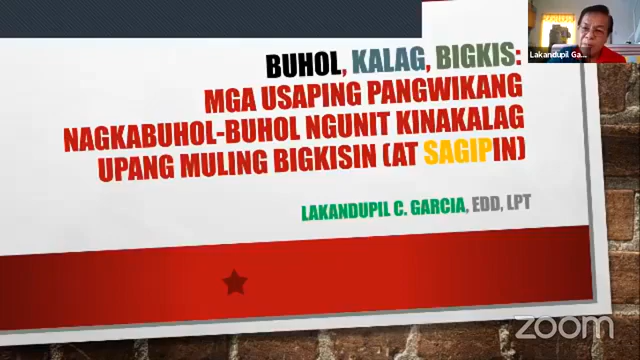 Lakandupil Ga...
BUHOL, KALAG, BIGKIS:
MGA USAPING PANGWIKANG
NAGKABUHOL-BUHOL NGUNIT KINAKALAG
UPANG MULING BIGKISIN (AT SAGIPIN)
LAKANDUPIL C. GARCIA, EDD, LPT
zoom